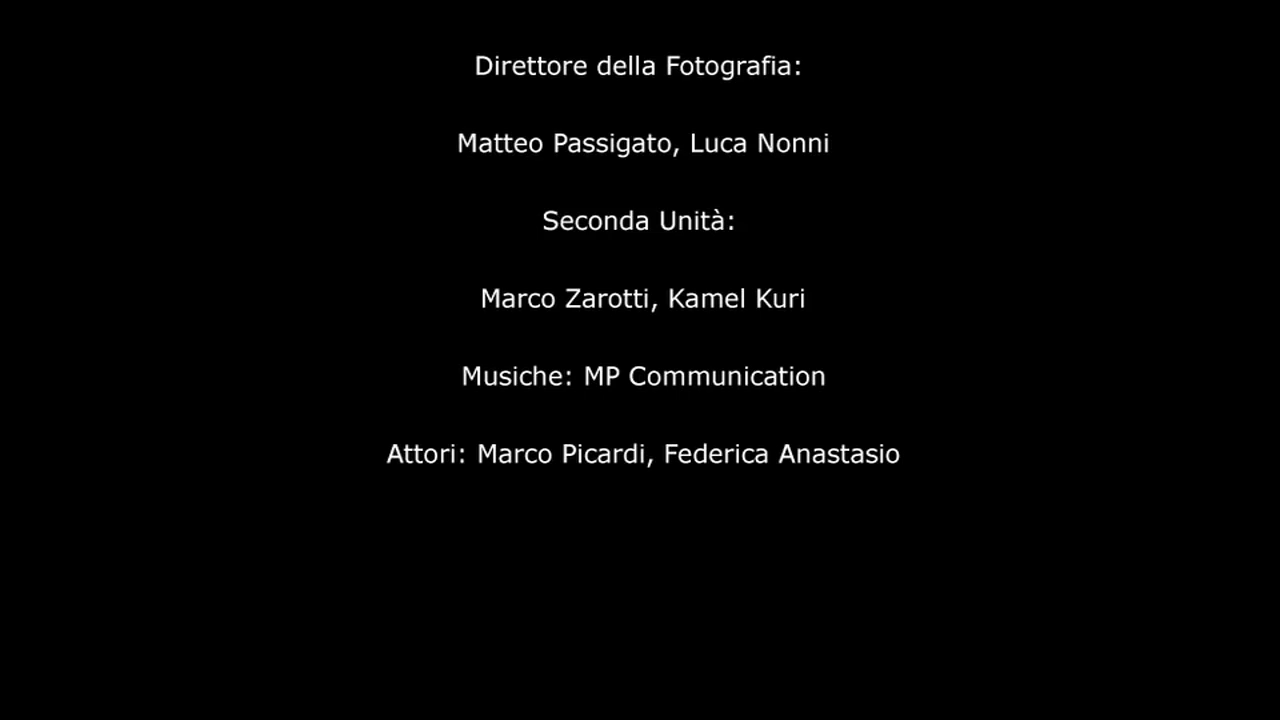 Direttore della Fotografia:
Matteo Passigato, Luca Nonni
Seconda Unità:
Marco Zarotti, Kamel Kuri
Musiche: MP Communication
Attori: Marco Picardi, Federica Anastasio